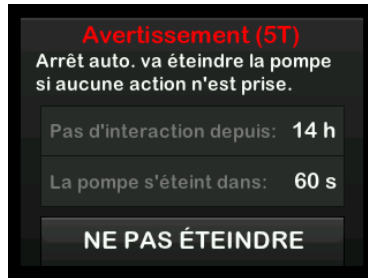 Avertissement (5T)
Arrêt auto. va éteindre la pompe
si aucune action n'est prise.
Pas d'interaction depuis: 14 h
La pompe s'éteint dans: 60 s
NE PAS ÉTEINDRE